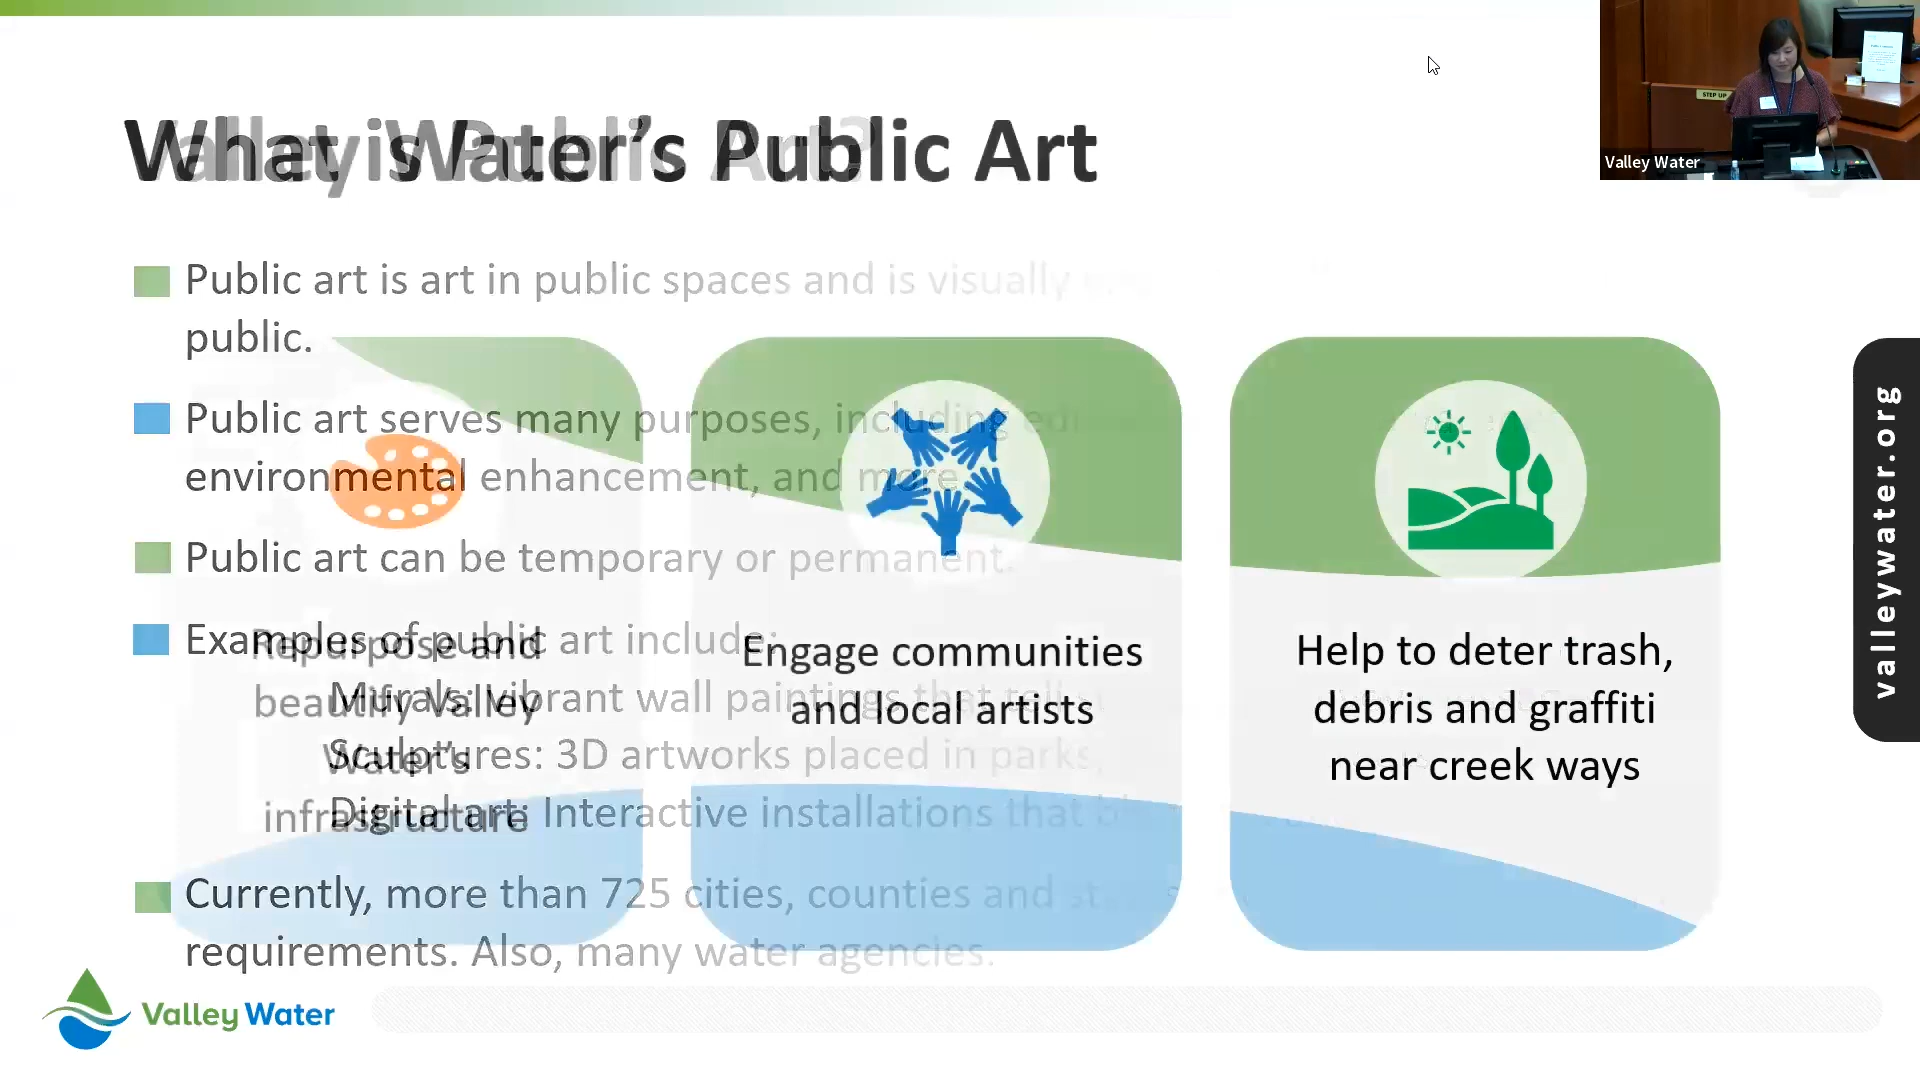 What is Public Art?
Valley Water's Public Art
Public art is art in public spaces and is visually
public.
Public art serves many purposes, including
environmental enhancement, and more
Public art can be temporary or permanent.
Examples of public art include:
Murals: vibrant wall paintings that tell
Sculptures: 3D artworks placed in parks,
Digital art: Interactive installations that
Currently, more than 725 cities, counties and
requirements. Also, many water agencies.
Repurpose and
beautify Valley
Water's
infrastructure
Engage communities
and local artists
Help to deter trash,
debris and graffiti
near creek ways
valleywater.org
Valley Water
STEP UP
Valley Water